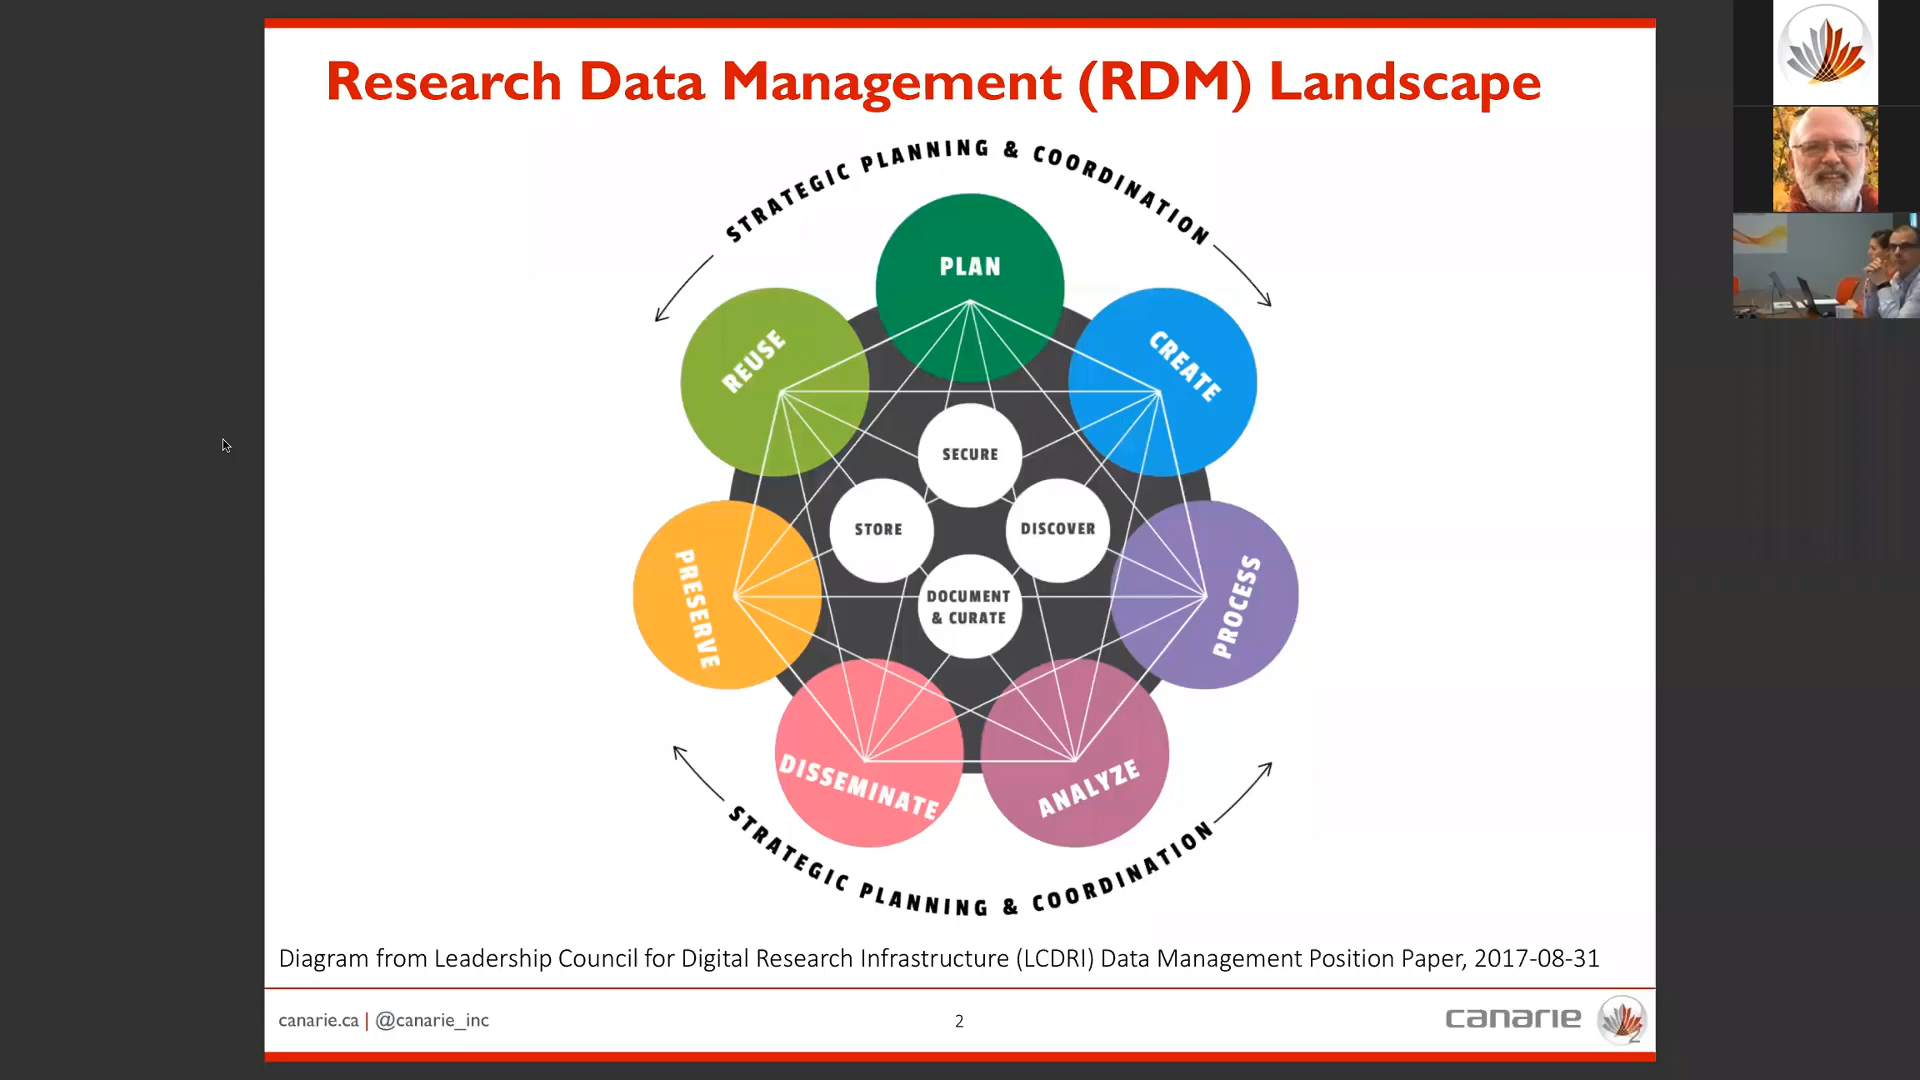 Research Data Management (RDM) Landscape
STRATEGIC PLANNING & COORDINATION
PLAN
REUSE
CREATE
SECURE
STORE
DISCOVER
DOCUMENT
& CURATE
PRESERVE
PROCESS
DISSEMINATE
ANALYZE
STRATEGIC PLANNING & COORDINATION
Diagram from Leadership Council for Digital Research Infrastructure (LCDRI) Data Management Position Paper, 2017-08-31
canarie.ca | @canarie_inc
2
canarie
2